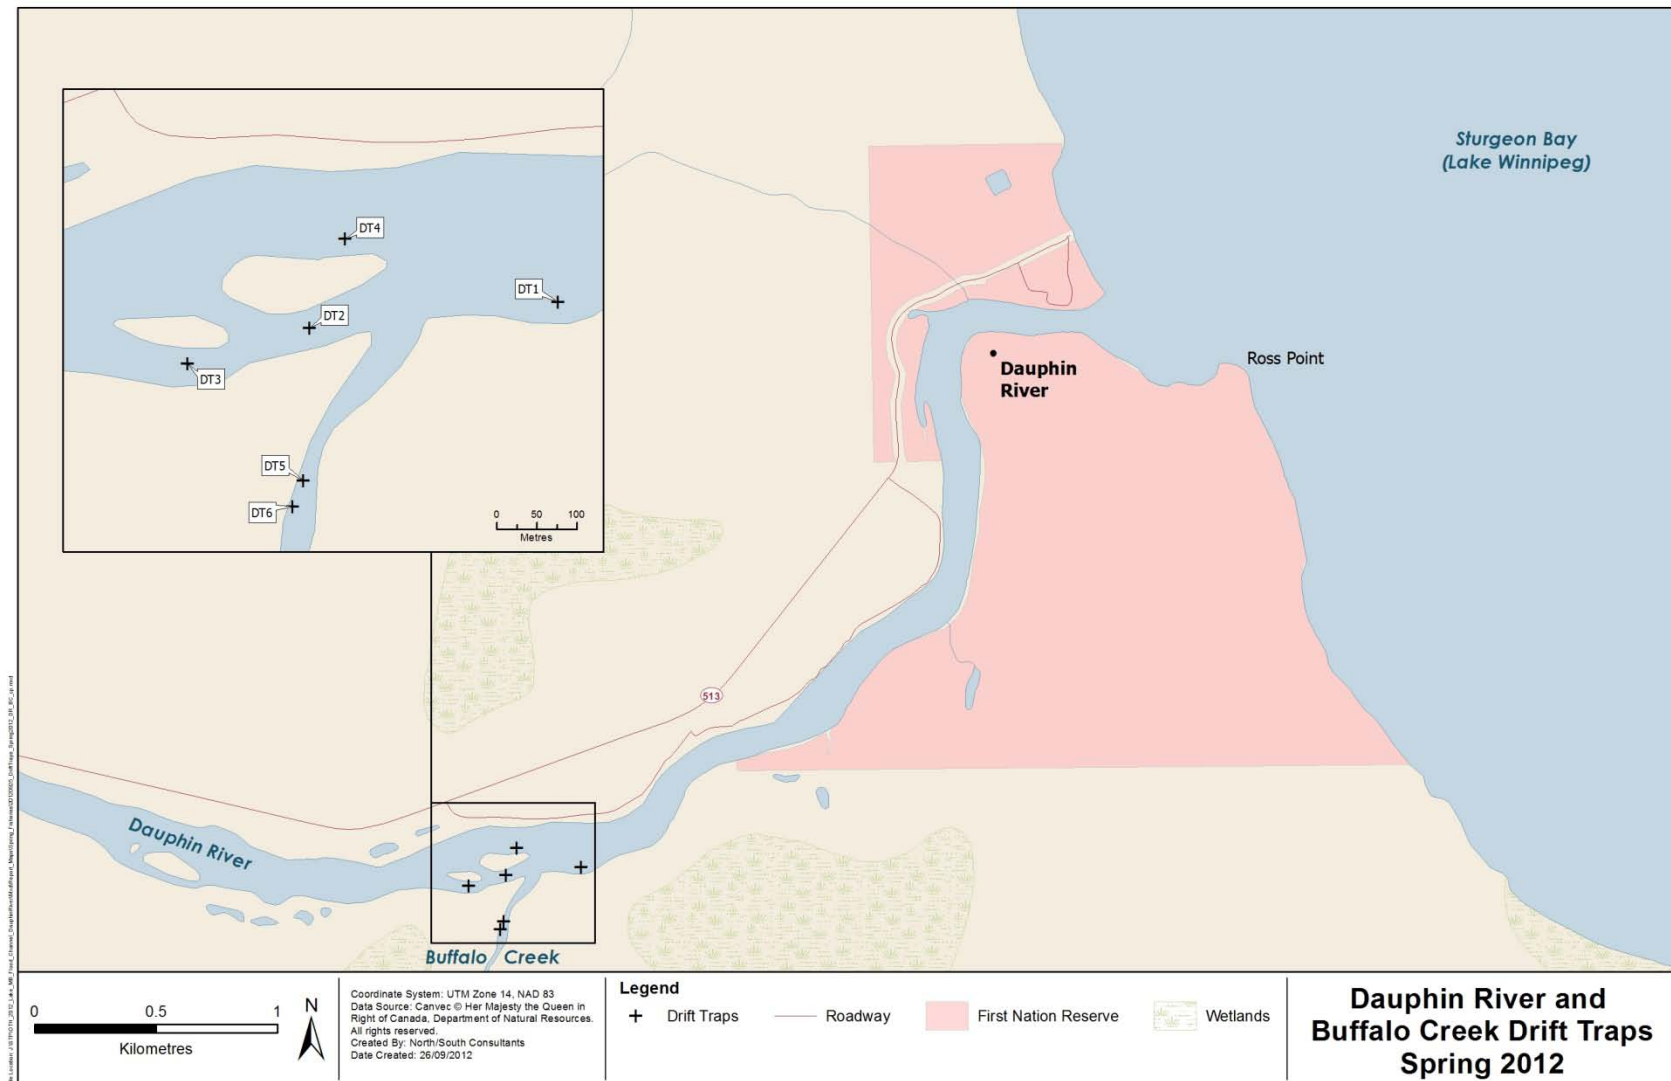 Sturgeon Bay
(Lake Winnipeg)
DT4
DT1
DT2
DT3
DT5
DT6
0 50 100
Metres
Ross Point
Dauphin
River
513
Dauphin River
Buffalo Creek
0 0.5 1
Kilometres
N
Coordinate System: UTM Zone 14, NAD 83
Data Source: Canvec © Her Majesty the Queen in
Right of Canada, Department of Natural Resources.
All rights reserved.
Created By: North/South Consultants
Date Created: 26/09/2012
Legend
Drift Traps
Roadway
First Nation Reserve
Wetlands
Dauphin River and
Buffalo Creek Drift Traps
Spring 2012